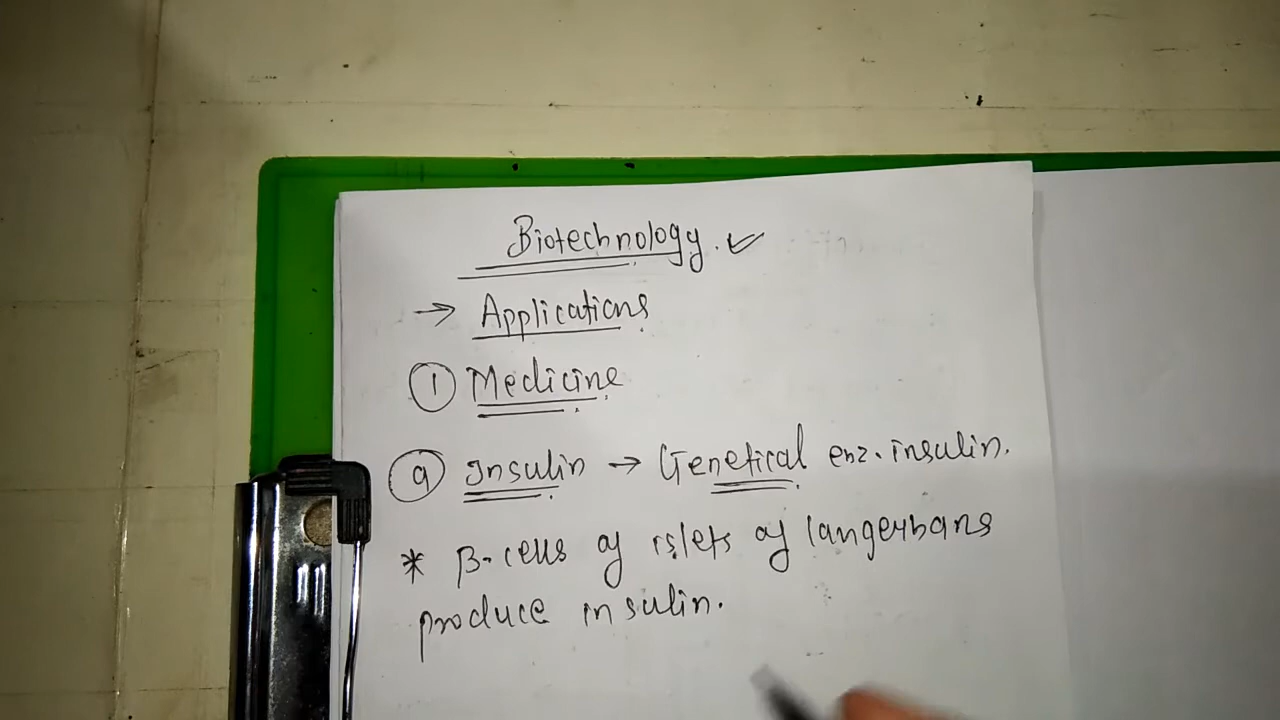 Biotechnology. ✓
→ Applications
① Medicine
ⓐ Insulin → Genetical enz. insulin.
* β-cells of islets of langerhans
produce insulin.